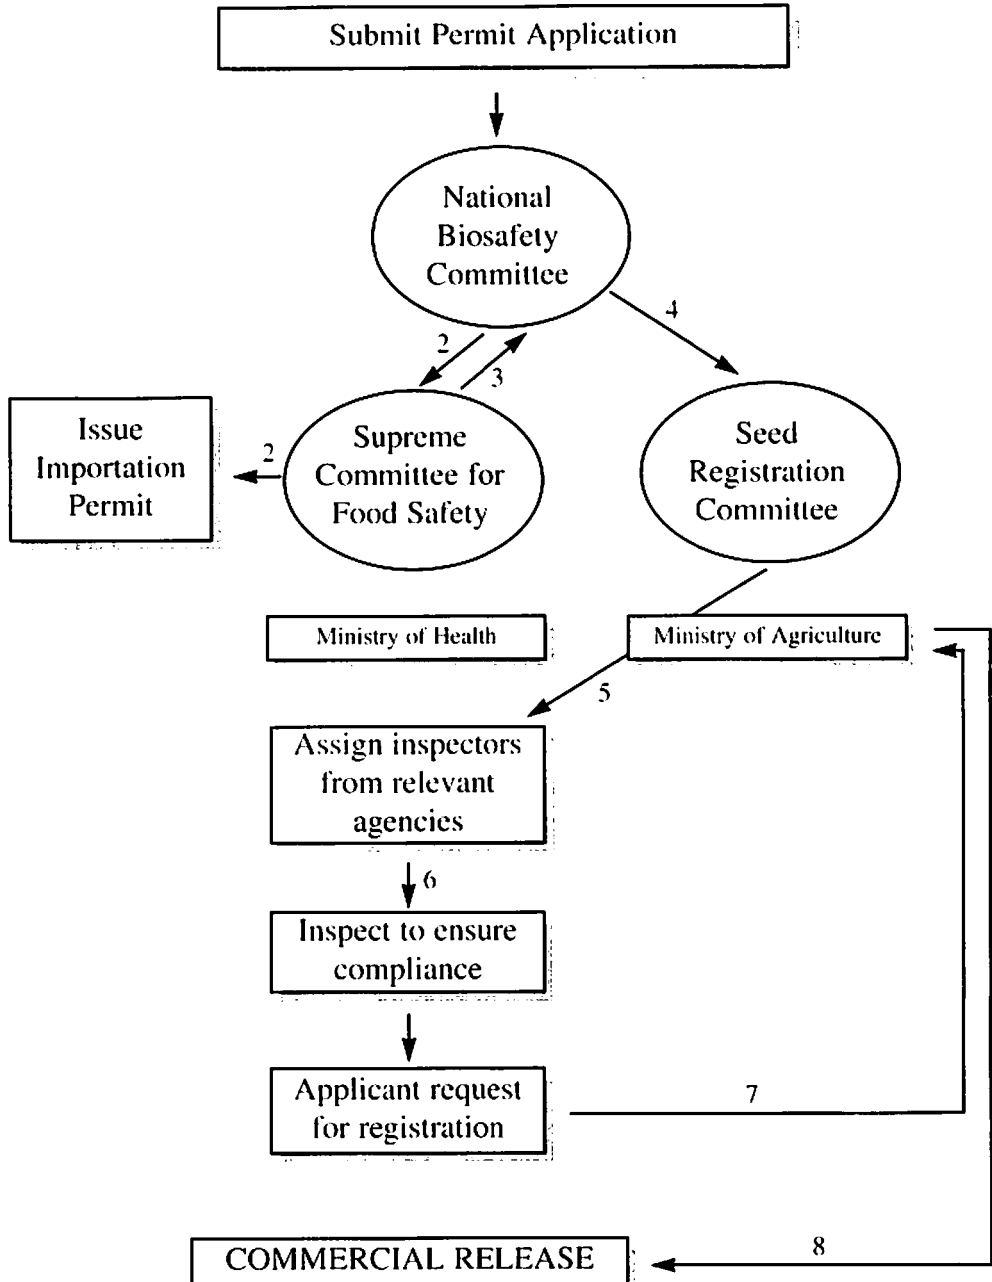 Submit Permit Application
National
Biosafety
Committee
4
2
3
Issue
Importation
Permit
2
Supreme
Committee for
Food Safety
Seed
Registration
Committee
Ministry of Health
Ministry of Agriculture
5
Assign inspectors
from relevant
agencies
6
Inspect to ensure
compliance
Applicant request
for registration
7
COMMERCIAL RELEASE
8